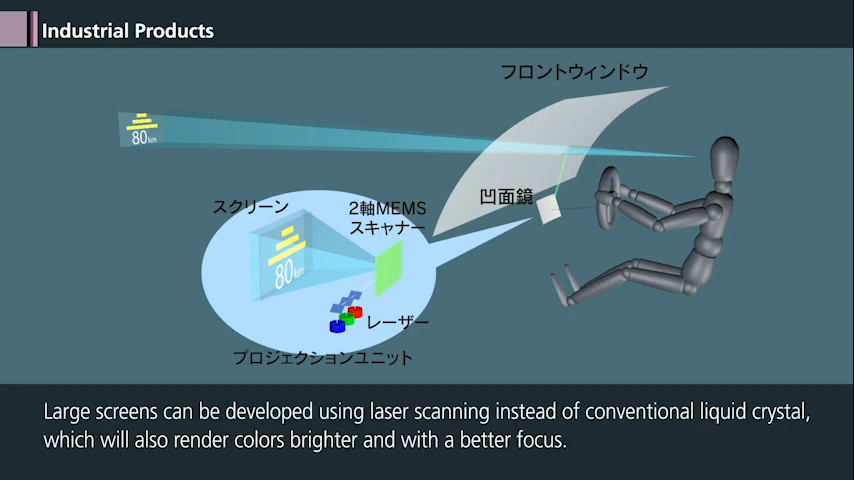 Industrial Products
フロントウィンドウ
80km
凹面鏡
スクリーン
2軸MEMS
スキャナー
80km
レーザー
プロジェクションユニット
Large screens can be developed using laser scanning instead of conventional liquid crystal,
which will also render colors brighter and with a better focus.